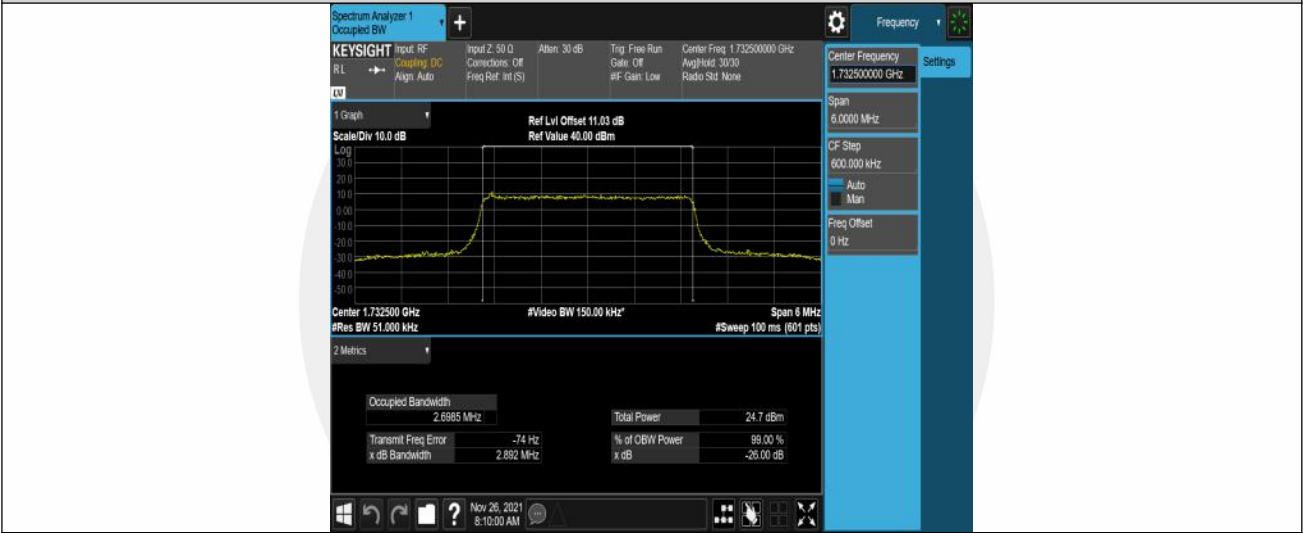 Spectrum Analyzer 1
Occupied BW
+
Frequency
KEYSIGHT
RL
Input: RF
Coupling: DC
Align: Auto
Input Z: 50 Ω
Corrections: Off
Freq Ref: Int (S)
Atten: 30 dB
Trig: Free Run
Gate: Off
#IF Gain: Low
Center Freq: 1.732500000 GHz
Avg|Hold: 30/30
Radio Std: None
Center Frequency
1.732500000 GHz
Settings
Span
6.0000 MHz
CF Step
600.000 kHz
Auto
Man
Freq Offset
0 Hz
1 Graph
Scale/Div 10.0 dB
Ref Lvl Offset 11.03 dB
Ref Value 40.00 dBm
Log
30.0
20.0
10.0
0.00
-10.0
-20.0
-30.0
-40.0
-50.0
Center 1.732500 GHz
#Video BW 150.00 kHz*
Span 6 MHz
#Res BW 51.000 kHz
#Sweep 100 ms (601 pts)
2 Metrics
Occupied Bandwidth
2.6985 MHz
Total Power 24.7 dBm
Transmit Freq Error -74 Hz
% of OBW Power 99.00 %
x dB Bandwidth 2.892 MHz
x dB -26.00 dB
?
Nov 26, 2021
8:10:00 AM